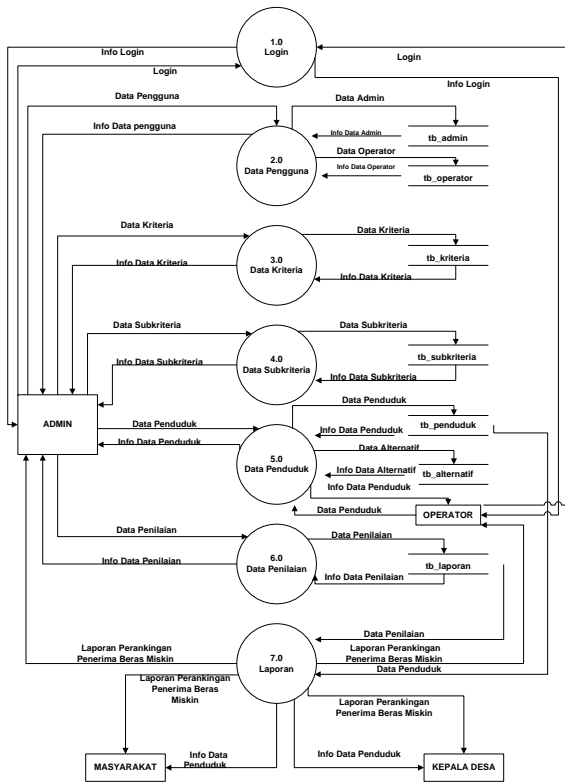 1.0
Login
Info Login
Login
Login
Info Login
Data Pengguna
Info Data pengguna
2.0
Data Pengguna
Data Admin
Info Data Admin
tb_admin
Data Operator
Info Data Operator
tb_operator
Data Kriteria
Info Data Kriteria
3.0
Data Kriteria
Data Kriteria
tb_kriteria
Info Data Kriteria
Data Subkriteria
Info Data Subkriteria
4.0
Data Subkriteria
Data Subkriteria
tb_subkriteria
Info Data Subkriteria
ADMIN
Data Penduduk
Info Data Penduduk
5.0
Data Penduduk
Data Penduduk
tb_penduduk
Info Data Penduduk
Data Alternatif
Info Data Alternatif
tb_alternatif
Info Data Penduduk
Data Penduduk
OPERATOR
Data Penilaian
Info Data Penilaian
6.0
Data Penilaian
Data Penilaian
tb_laporan
Info Data Penilaian
7.0
Laporan
Data Penilaian
Laporan Perankingan
Penerima Beras Miskin
Data Penduduk
Laporan Perankingan
Penerima Beras Miskin
Laporan Perankingan
Penerima Beras
Miskin
Laporan Perankingan
Penerima Beras Miskin
Info Data
Penduduk
Info Data Penduduk
MASYARAKAT
KEPALA DESA